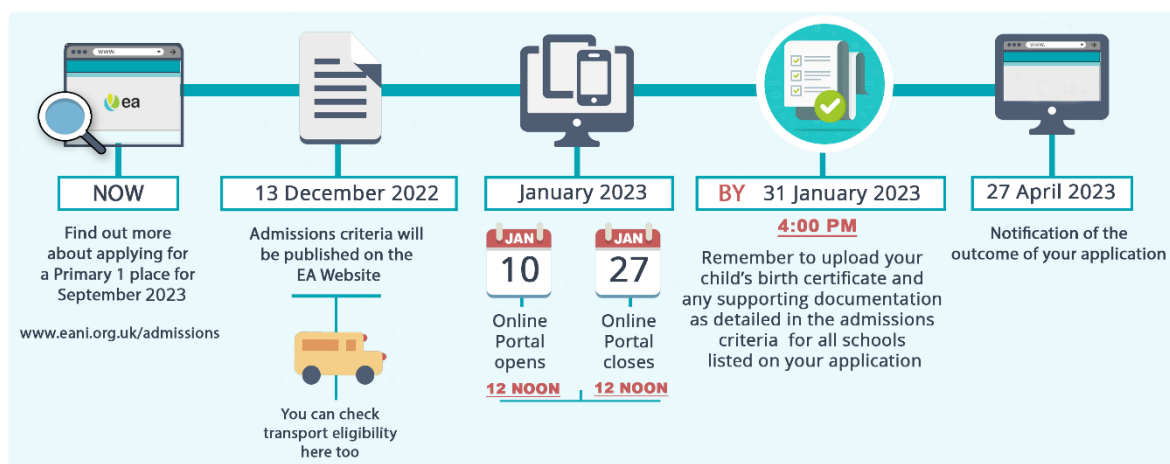 www.
ea
NOW
Find out more
about applying for
a Primary 1 place for
September 2023
www.eani.org.uk/admissions
13 December 2022
Admissions criteria will
be published on the
EA Website
You can check
transport eligibility
here too
January 2023
JAN
10
Online
Portal
opens
12 NOON
JAN
27
Online
Portal
closes
12 NOON
BY 31 January 2023
4:00 PM
Remember to upload your
child's birth certificate and
any supporting documentation
as detailed in the admissions
criteria for all schools
listed on your application
www.
27 April 2023
Notification of the
outcome of your application